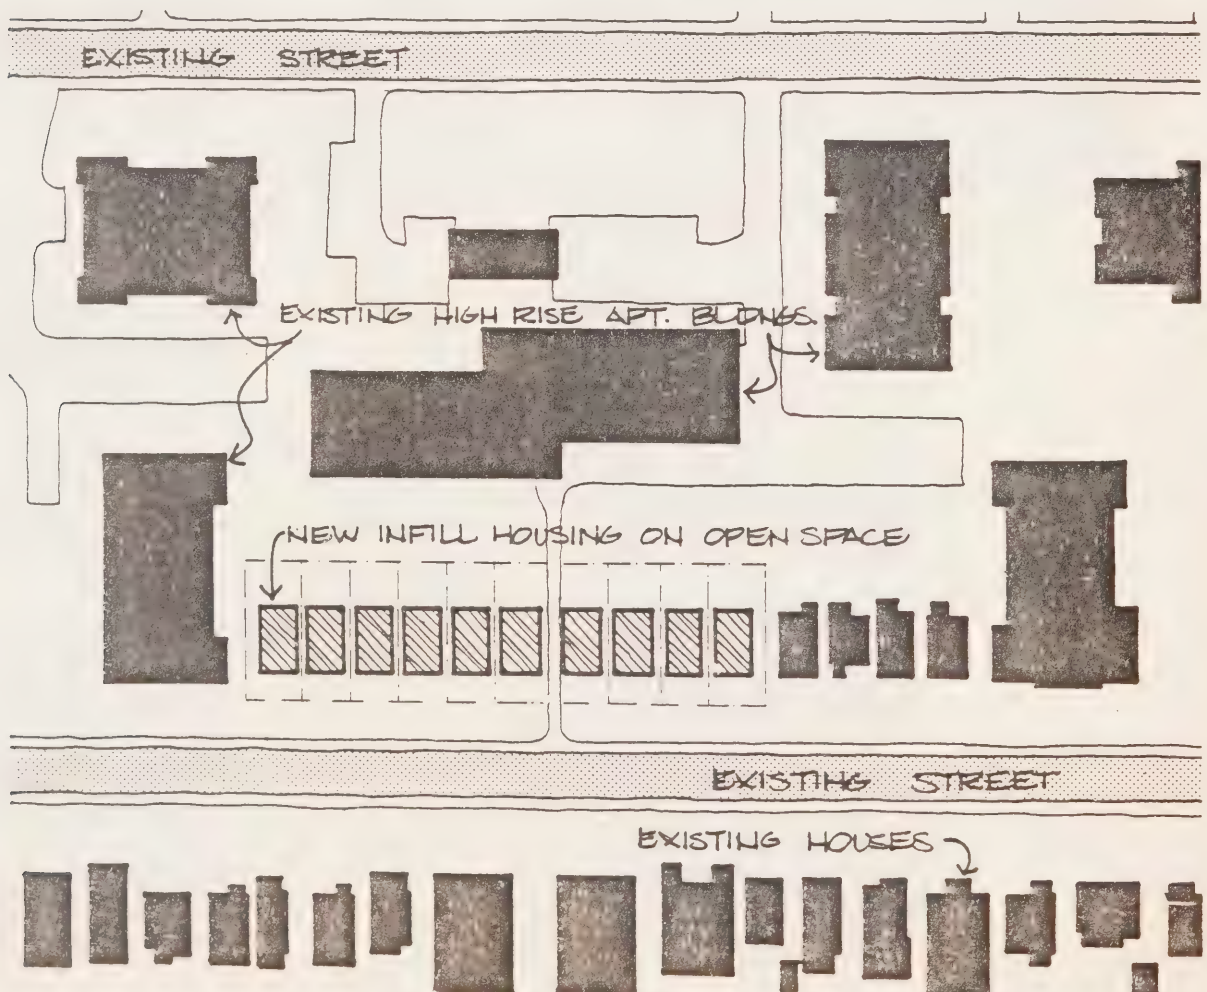 EXISTING STREET
EXISTING HIGH RISE APT. BLDNGS.
NEW INFILL HOUSING ON OPEN SPACE
EXISTING STREET
EXISTING HOUSES